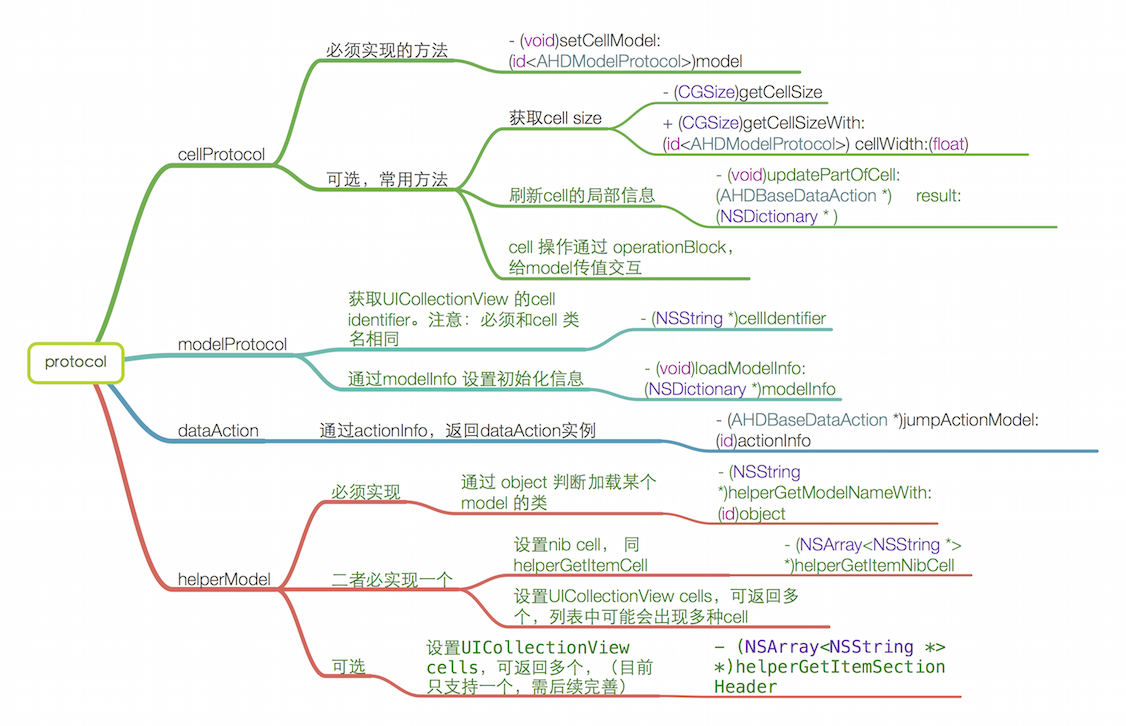 必须实现的方法
- (void)setCellModel:
(id<AHDModelProtocol>)model
cellProtocol
可选，常用方法
获取cell size
- (CGSize)getCellSize
+ (CGSize)getCellSizeWith:
(id<AHDModelProtocol>) cellWidth:(float)
刷新cell的局部信息
- (void)updatePartOfCell:
(AHDBaseDataAction *) result:
(NSDictionary * )
cell 操作通过 operationBlock，
给model传值交互
protocol
modelProtocol
获取UICollectionView 的cell
identifier。注意：必须和cell 类
名相同
- (NSString *)cellIdentifier
通过modelInfo 设置初始化信息
- (void)loadModelInfo:
(NSDictionary *)modelInfo
dataAction
通过actionInfo，返回dataAction实例
- (AHDBaseDataAction *)jumpActionModel:
(id)actionInfo
helperModel
必须实现
通过 object 判断加载某个
model 的类
- (NSString
*)helperGetModelNameWith:
(id)object
二者必实现一个
设置nib cell， 同
helperGetItemCell
- (NSArray<NSString *>
*)helperGetItemNibCell
设置UICollectionView cells，可返回多
个，列表中可能会出现多种cell
可选
设置UICollectionView
cells，可返回多个，（目前
只支持一个，需后续完善）
- (NSArray<NSString *>
*)helperGetItemSection
Header